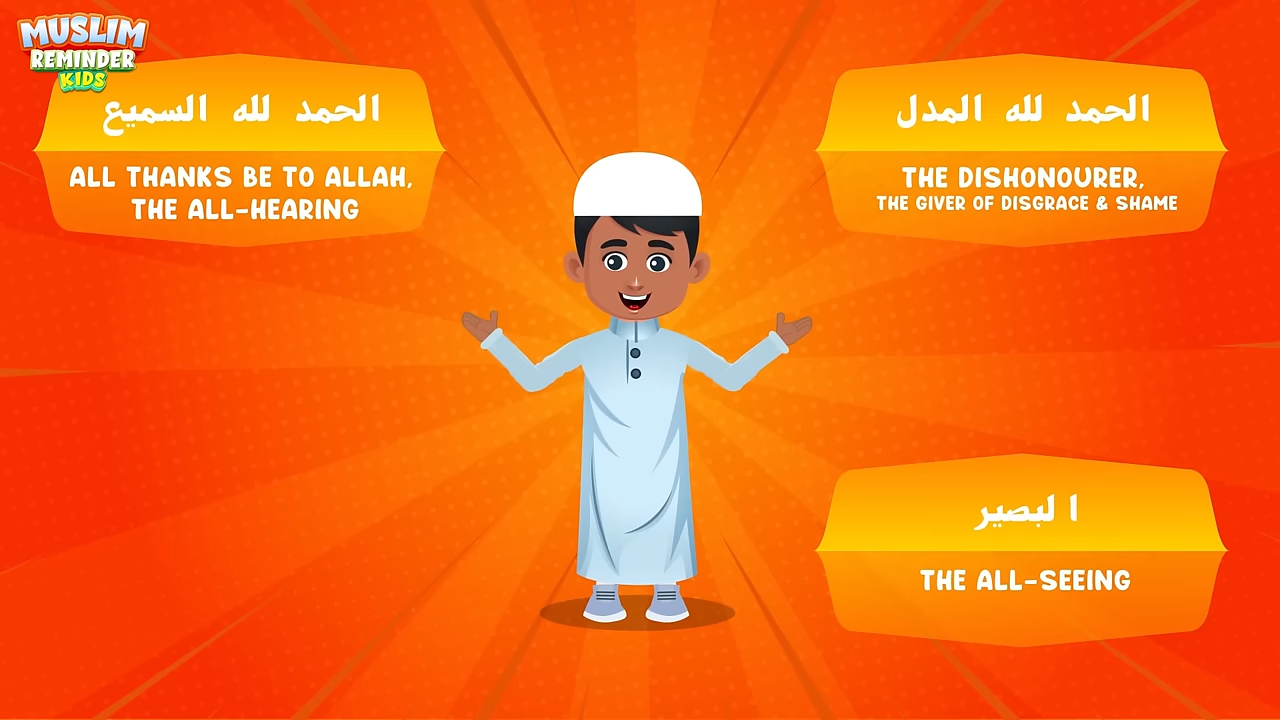 MUSLIM
REMINDER
KIDS
الحمد لله السميع
ALL THANKS BE TO ALLAH,
THE ALL-HEARING
الحمد لله المدل
THE DISHONOURER,
THE GIVER OF DISGRACE & SHAME
ا لبصير
THE ALL-SEEING